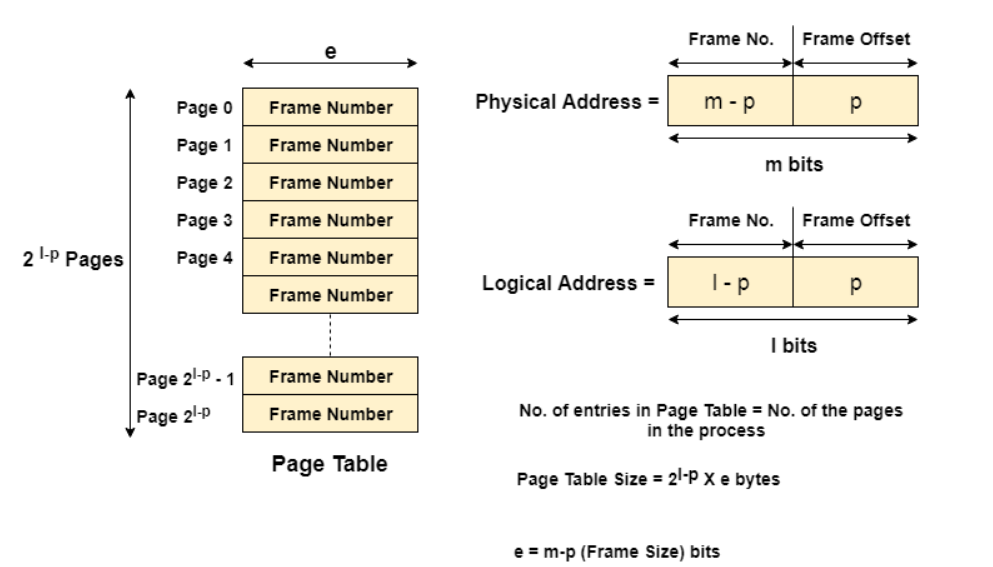 e
Page 0 Frame Number
Page 1 Frame Number
Page 2 Frame Number
Page 3 Frame Number
Page 4 Frame Number
Frame Number
2 l-p Pages
Page 2l-p - 1 Frame Number
Page 2l-p Frame Number
Page Table
Frame No. Frame Offset
Physical Address = m - p p
m bits
Frame No. Frame Offset
Logical Address = l - p p
l bits
No. of entries in Page Table = No. of the pages
in the process
Page Table Size = 2l-p X e bytes
e = m-p (Frame Size) bits